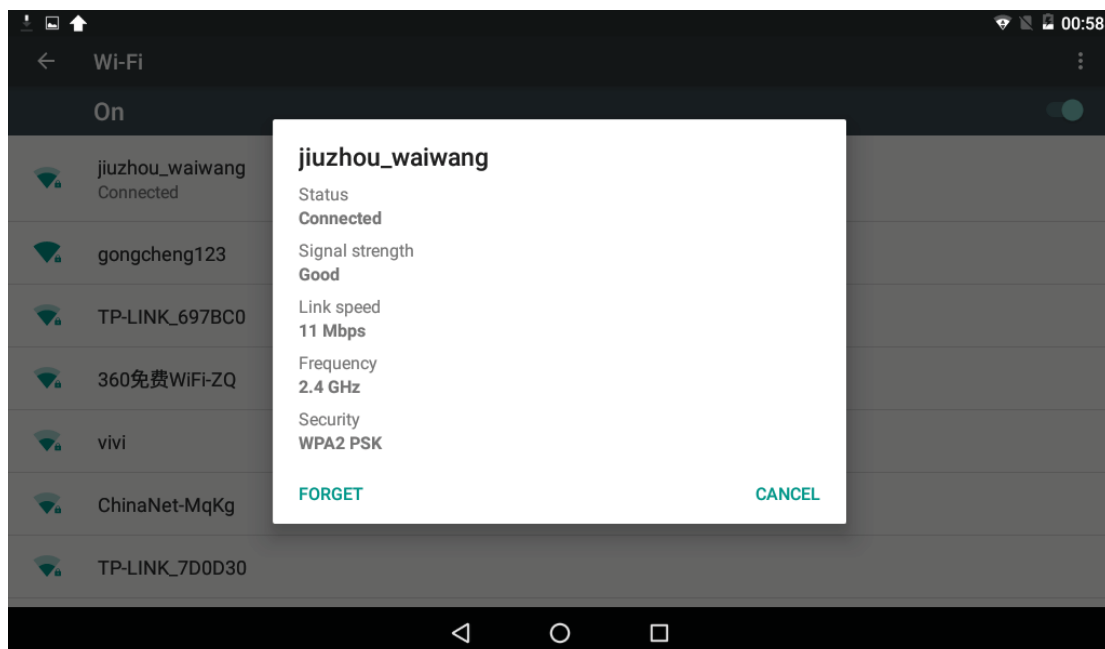 00:58
Wi-Fi
On
jiuzhou_waiwang
Connected
gongcheng123
TP-LINK_697BC0
360免费WiFi-ZQ
vivi
ChinaNet-MqKg
TP-LINK_7D0D30
jiuzhou_waiwang
Status
Connected
Signal strength
Good
Link speed
11 Mbps
Frequency
2.4 GHz
Security
WPA2 PSK
FORGET
CANCEL